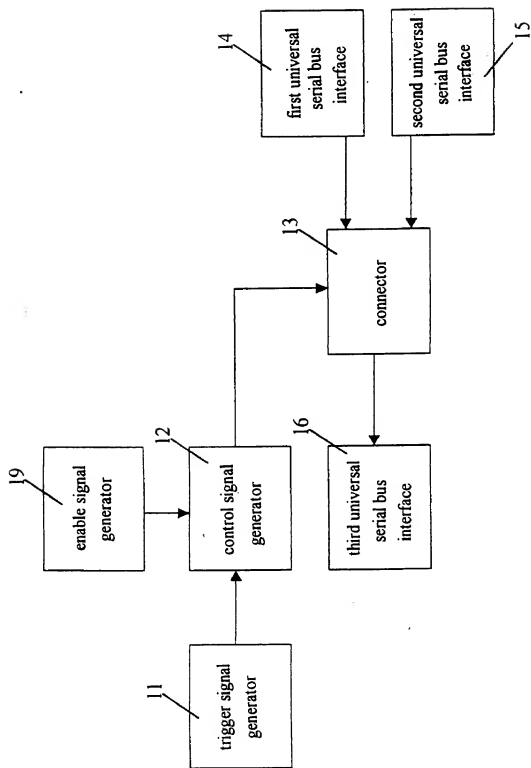 11
trigger signal
generator
19
enable signal
generator
12
control signal
generator
16
third universal
serial bus
interface
13
connector
14
first universal
serial bus
interface
15
second universal
serial bus
interface